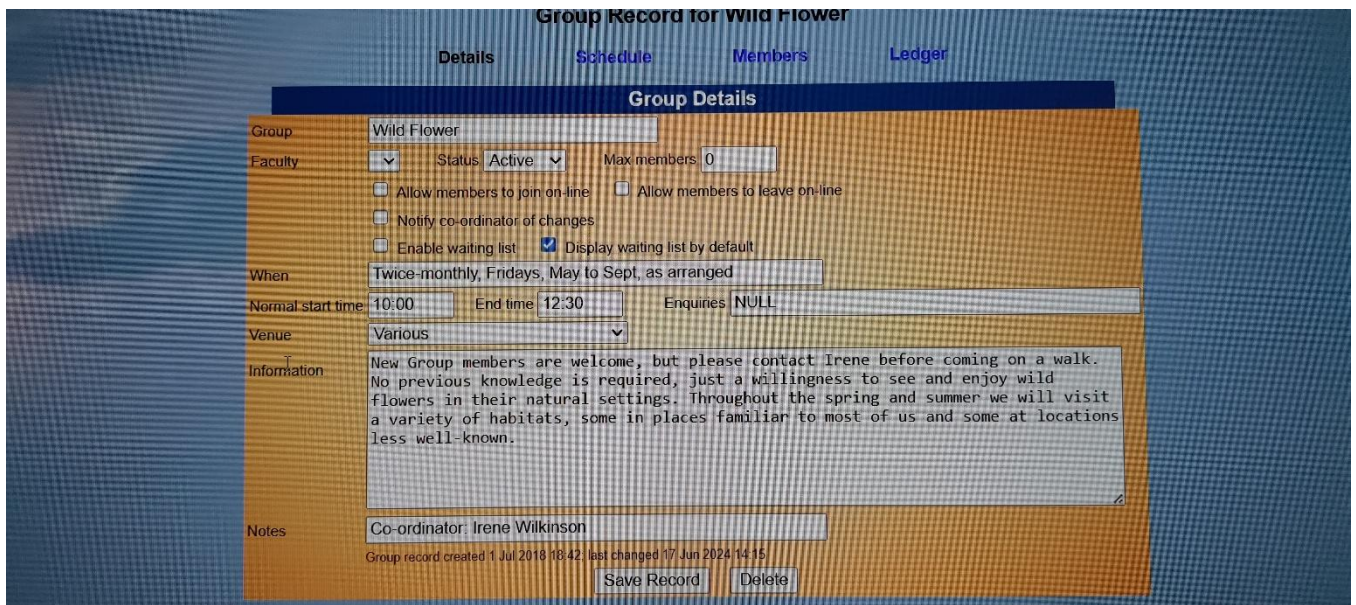 Group Record for Wild Flower
Details Schedule Members Ledger
Group Details
Group Wild Flower
Faculty Status Active Max members 0
Allow members to join on-line Allow members to leave on-line
Notify co-ordinator of changes
Enable waiting list Display waiting list by default
When Twice-monthly, Fridays, May to Sept, as arranged
Normal start time 10:00 End time 12:30 Enquiries NULL
Venue Various
Information New Group members are welcome, but please contact Irene before coming on a walk.
No previous knowledge is required, just a willingness to see and enjoy wild
flowers in their natural settings. Throughout the spring and summer we will visit
a variety of habitats, some in places familiar to most of us and some at locations
less well-known.
Notes Co-ordinator: Irene Wilkinson
Group record created 1 Jul 2018 18:42; last changed 17 Jun 2024 14:15
Save Record Delete